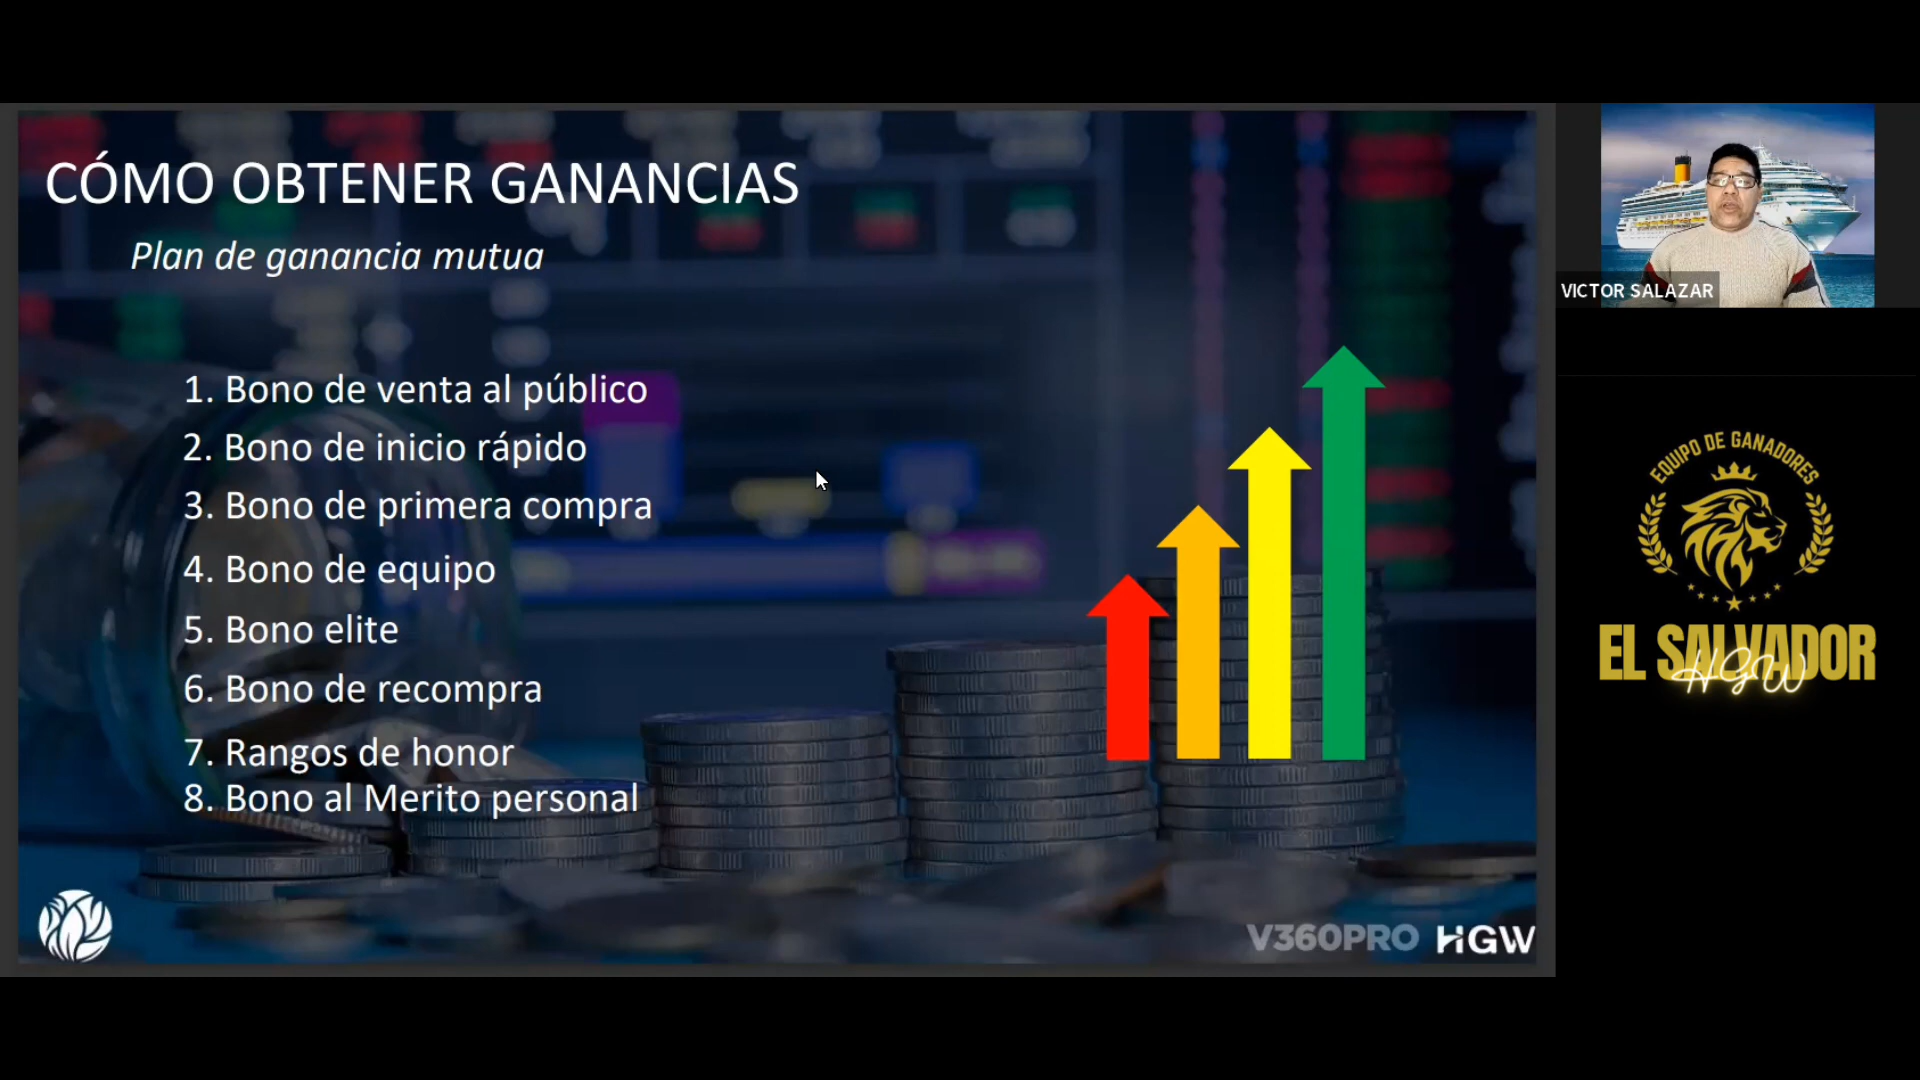 CÓMO OBTENER GANANCIAS
Plan de ganancia mutua
1. Bono de venta al público
2. Bono de inicio rápido
3. Bono de primera compra
4. Bono de equipo
5. Bono elite
6. Bono de recompra
7. Rangos de honor
8. Bono al Merito personal
V360PRO HGW
VICTOR SALAZAR
EQUIPO DE GANADORES
EL SALVADOR
HGW